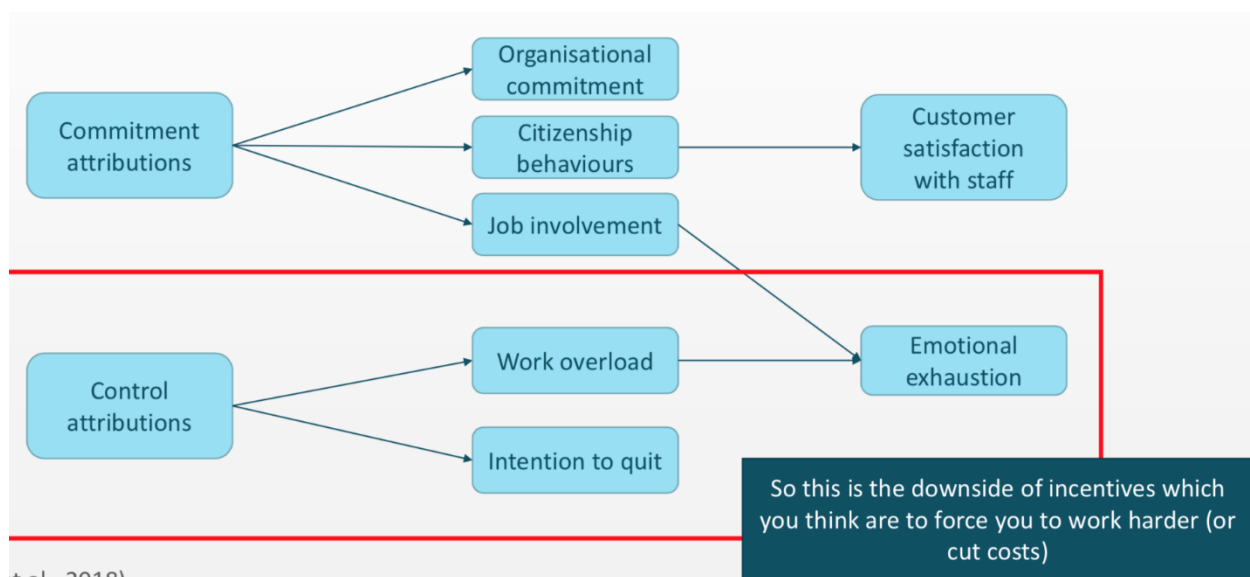 Organisational
commitment
Commitment
attributions
Citizenship
behaviours
Customer
satisfaction
with staff
Job involvement
Control
attributions
Work overload
Emotional
exhaustion
Intention to quit
So this is the downside of incentives which
you think are to force you to work harder (or
cut costs)
2018)